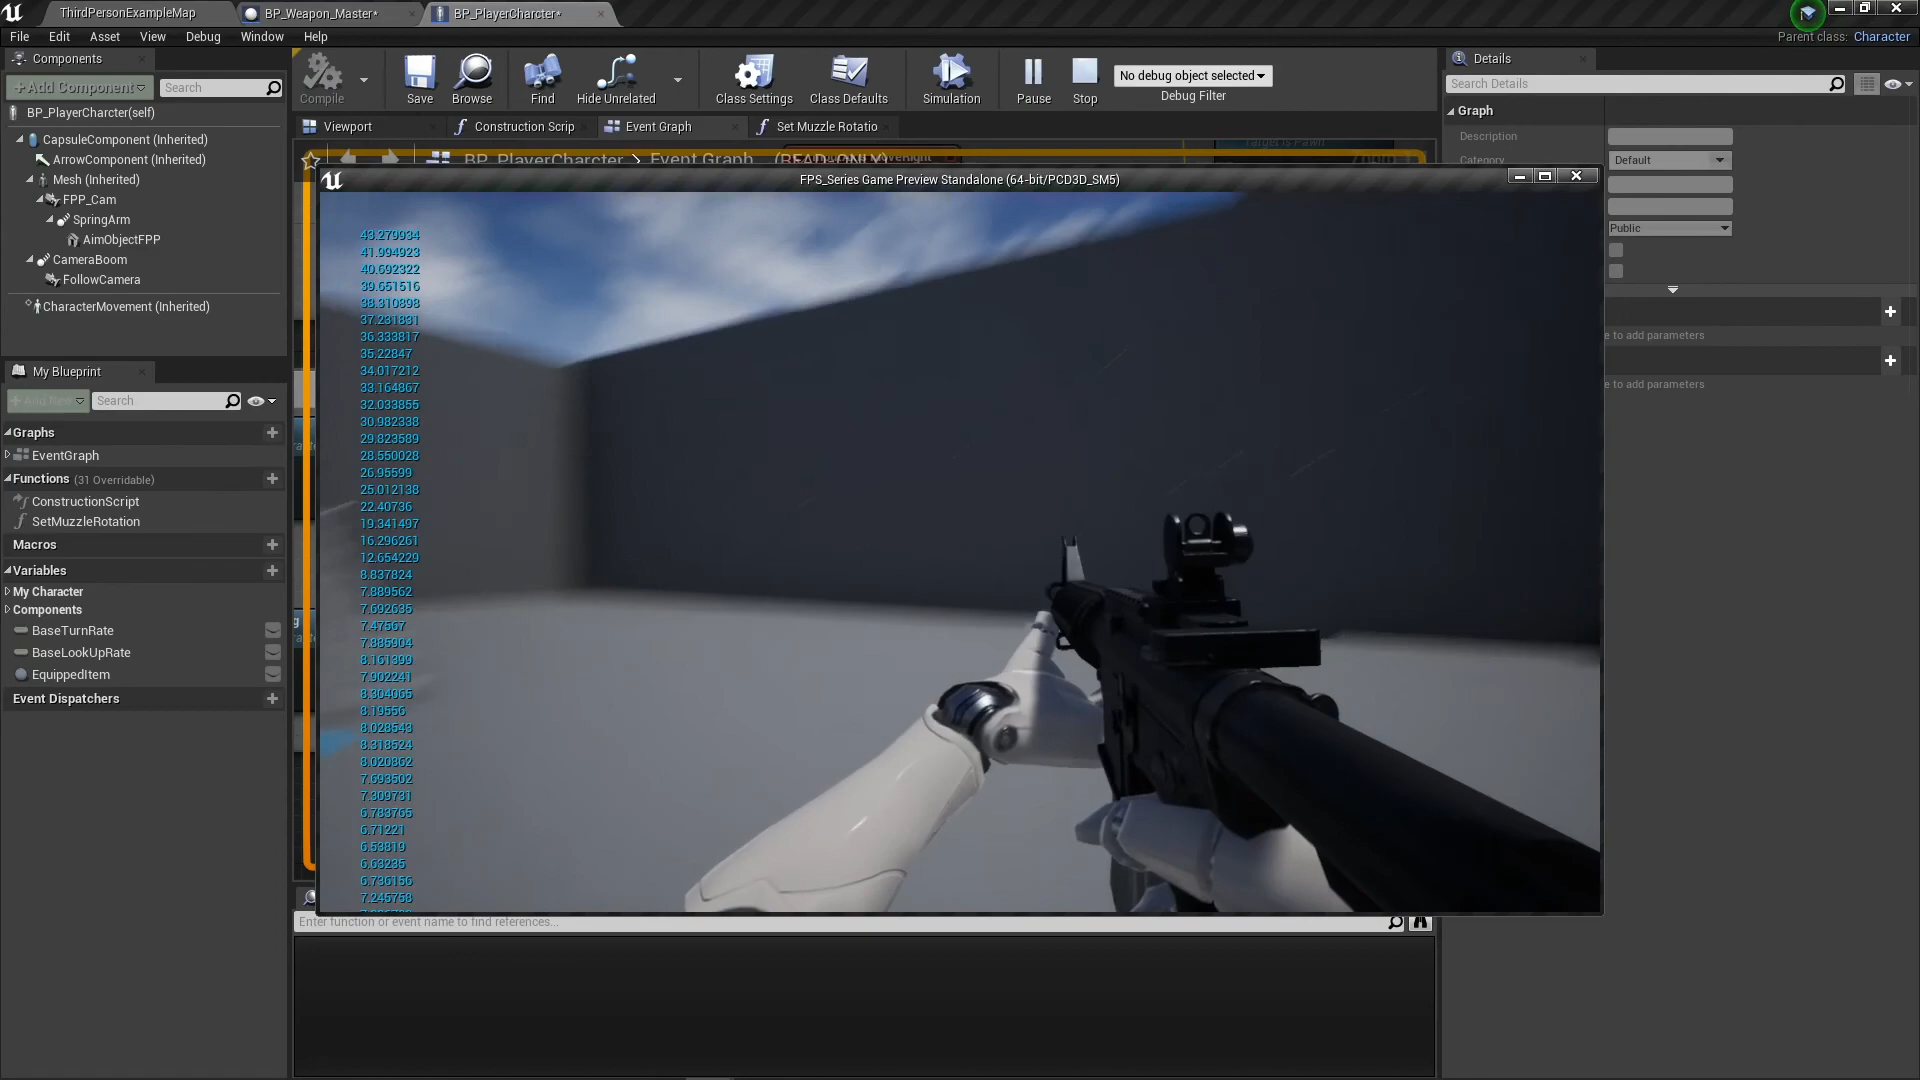 ThirdPersonExampleMap
BP_Weapon_Master*
BP_PlayerCharcter*
File Edit Asset View Debug Window Help
Parent class: Character
Components
+Add Component
Search
BP_PlayerCharcter(self)
CapsuleComponent (Inherited)
ArrowComponent (Inherited)
Mesh (Inherited)
FPP_Cam
SpringArm
AimObjectFPP
CameraBoom
FollowCamera
CharacterMovement (Inherited)
My Blueprint
+Add New
Search
Graphs
EventGraph
Functions (31 Overridable)
ConstructionScript
SetMuzzleRotation
Macros
Variables
My Character
Components
BaseTurnRate
BaseLookUpRate
EquippedItem
Event Dispatchers
Compile
Save
Browse
Find
Hide Unrelated
Class Settings
Class Defaults
Simulation
Pause
Stop
No debug object selected
Debug Filter
Viewport
Construction Scrip
Event Graph
Set Muzzle Rotatio
BP_PlayerCharcter > Event Graph
Target is Pawn
FPS_Series Game Preview Standalone (64-bit/PCD3D_SM5)
43.279934
41.994923
40.692322
39.651516
38.310898
37.231831
36.333817
35.22847
34.017212
33.164867
32.033855
30.982338
29.823589
28.550028
26.95599
25.012138
22.40736
19.341497
16.296261
12.654229
8.837824
7.889562
7.692635
7.47567
7.885904
8.161399
7.902241
8.304065
8.19556
8.028543
8.318524
8.020862
7.693502
7.309731
6.783765
6.71221
6.53819
6.63235
6.736156
7.245758
Enter function or event name to find references...
Details
Search Details
Graph
Description
Category
Default
Public
e to add parameters
e to add parameters